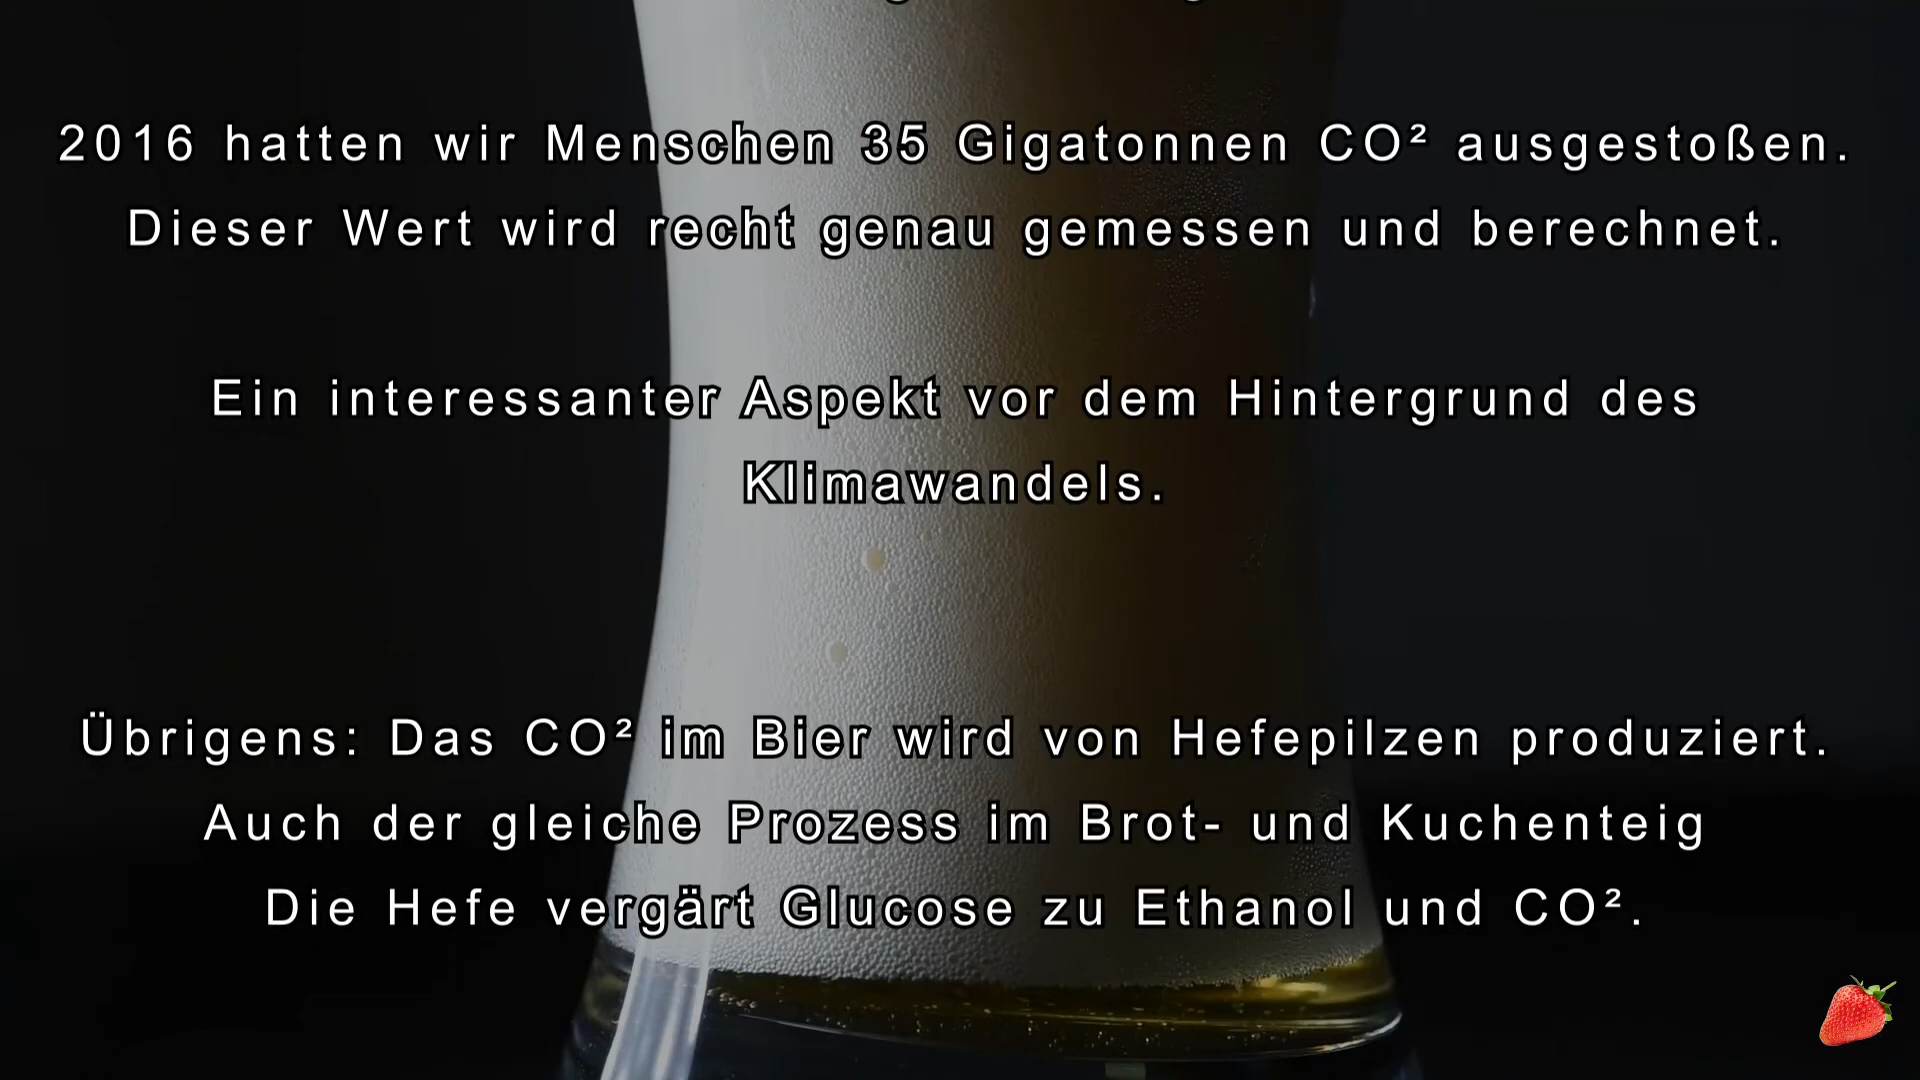 2016 hatten wir Menschen 35 Gigatonnen CO² ausgestoßen.
Dieser Wert wird recht genau gemessen und berechnet.
Ein interessanter Aspekt vor dem Hintergrund des
Klimawandels.
Übrigens: Das CO² im Bier wird von Hefepilzen produziert.
Auch der gleiche Prozess im Brot- und Kuchenteig
Die Hefe vergärt Glucose zu Ethanol und CO².